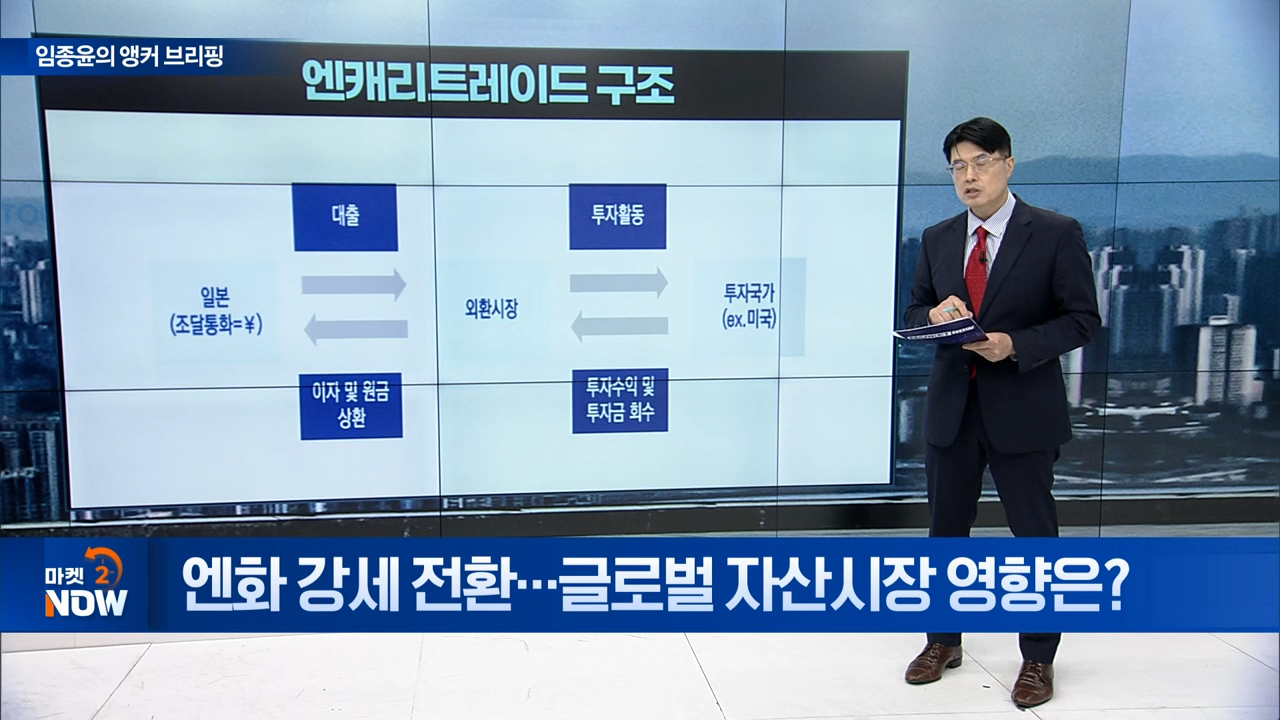 임종윤의 앵커 브리핑
엔캐리트레이드 구조
대출
투자활동
일본
(조달통화=¥)
외환시장
투자국가
(ex.미국)
이자 및 원금
상환
투자수익 및
투자금 회수
마켓 2
NOW
엔화 강세 전환…글로벌 자산시장 영향은?